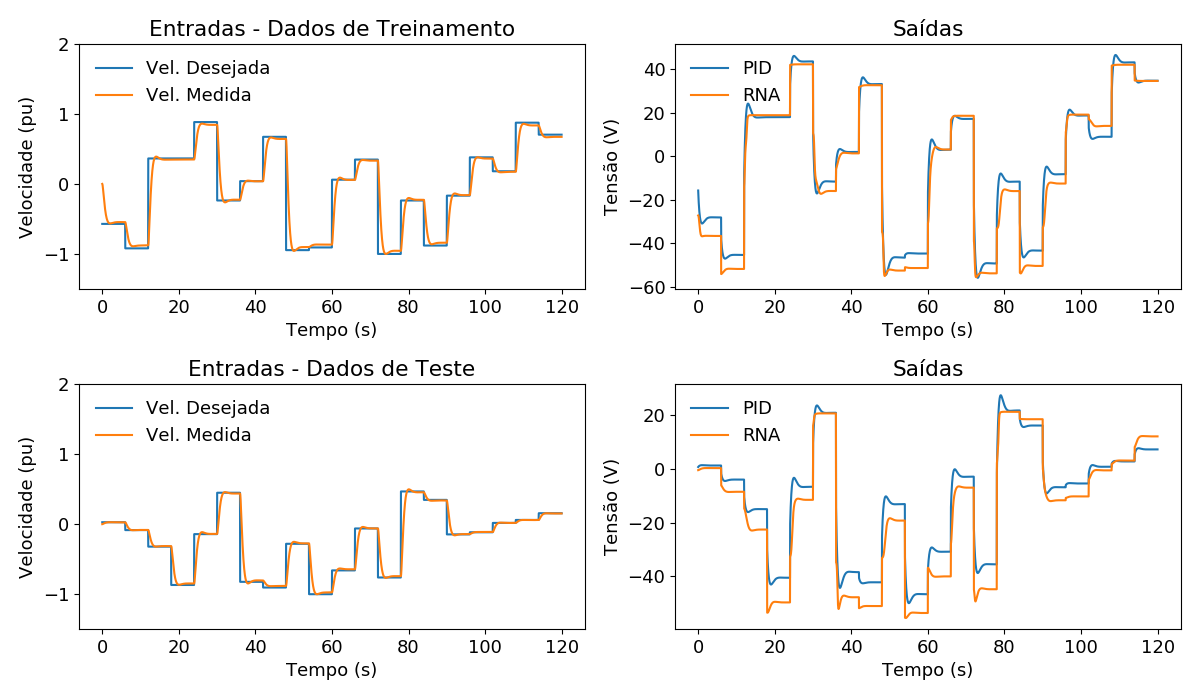 Entradas - Dados de Treinamento
2
1
0
−1
Velocidade (pu)
Vel. Desejada
Vel. Medida
0 20 40 60 80 100 120
Tempo (s)
Saídas
40
20
0
−20
−40
−60
Tensão (V)
PID
RNA
0 20 40 60 80 100 120
Tempo (s)
Entradas - Dados de Teste
2
1
0
−1
Velocidade (pu)
Vel. Desejada
Vel. Medida
0 20 40 60 80 100 120
Tempo (s)
Saídas
20
0
−20
−40
Tensão (V)
PID
RNA
0 20 40 60 80 100 120
Tempo (s)